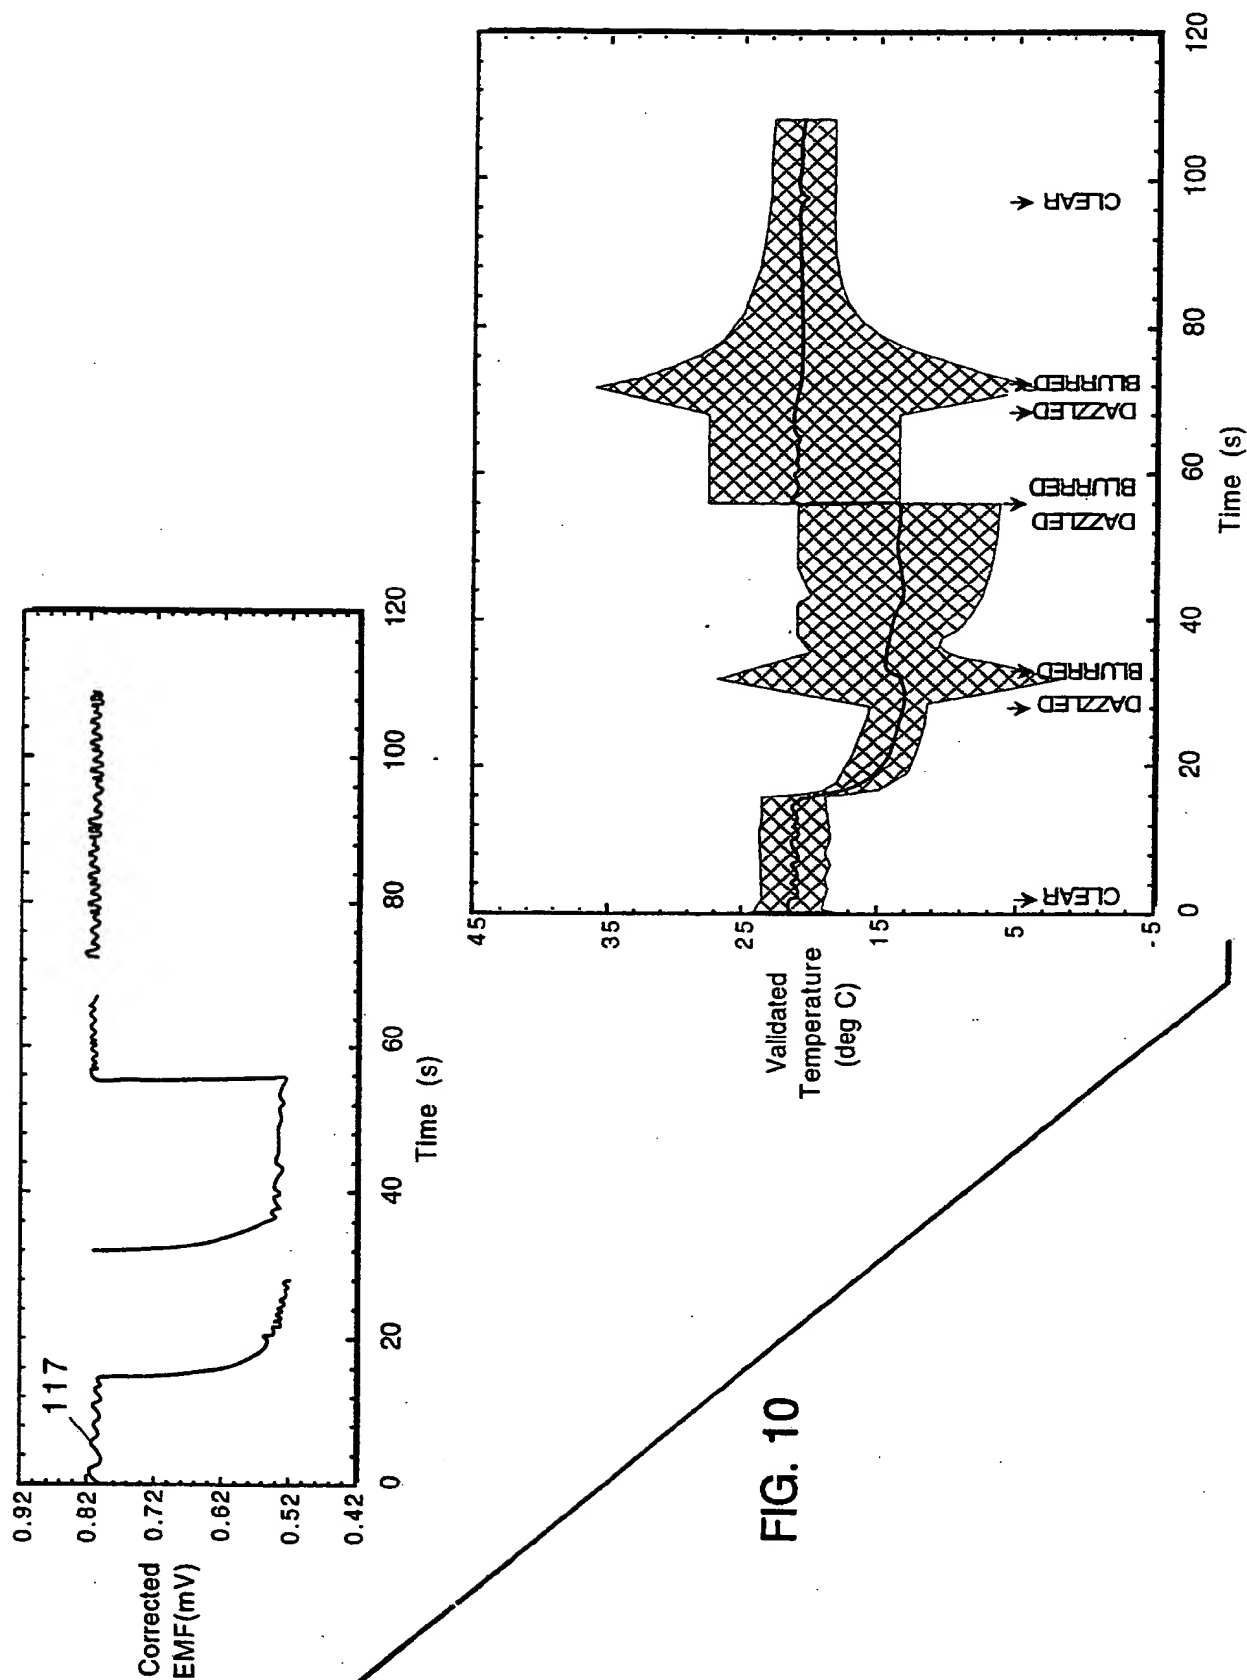 Corrected
EMF(mV)
0.92
0.82
0.72
0.62
0.52
0.42
117
0 20 40 60 80 100 120
Time (s)
Validated
Temperature
(deg C)
45
35
25
15
5
-5
CLEAR
DAZZLED
BLURRED
DAZZLED
BLURRED
DAZZLED
BLURRED
CLEAR
0 20 40 60 80 100 120
Time (s)
FIG. 10